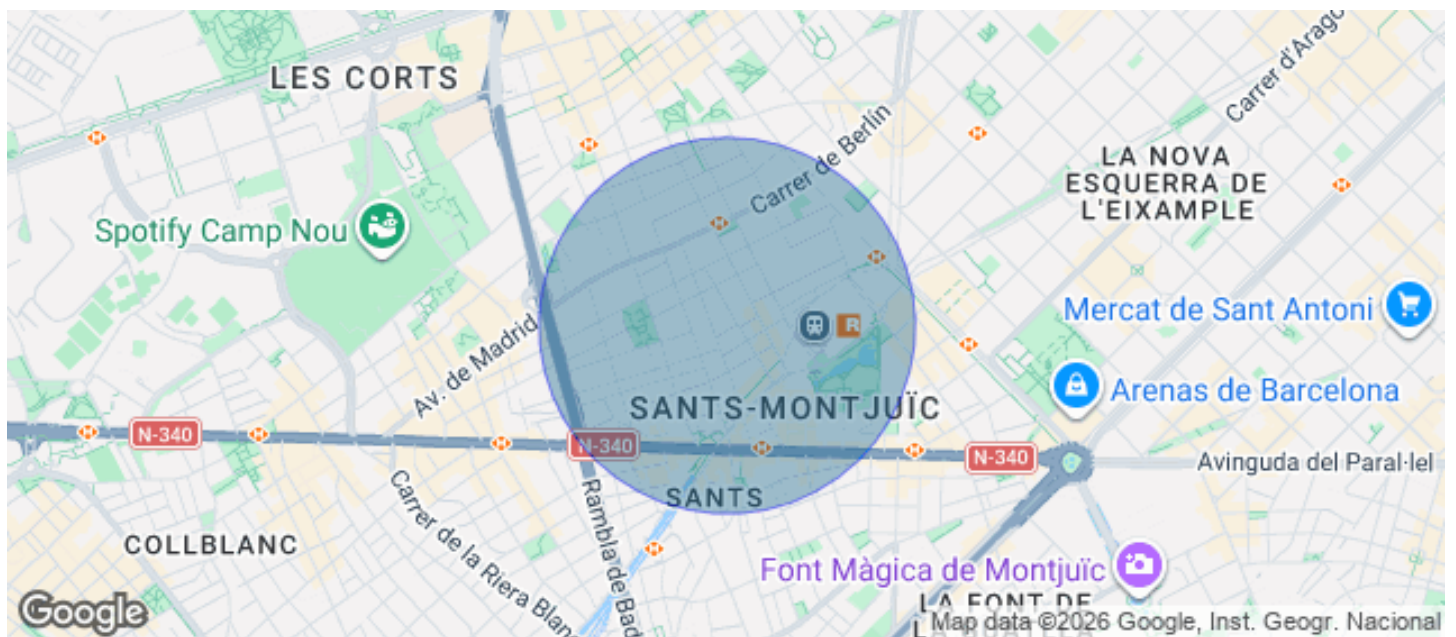 LES CORTS
Carrer d'Arago
Carrer de Berlín
LA NOVA
ESQUERRA DE
L'EIXAMPLE
Spotify Camp Nou
Mercat de Sant Antoni
R
Av. de Madrid
Arenas de Barcelona
SANTS-MONTJUÏC
N-340
N-340
N-340
Avinguda del Paral·lel
SANTS
Rambla de Bad
Carrer de la Riera Blanc
COLLBLANC
Font Màgica de Montjuïc
LA FONT DE
Google
Map data ©2026 Google, Inst. Geogr. Nacional